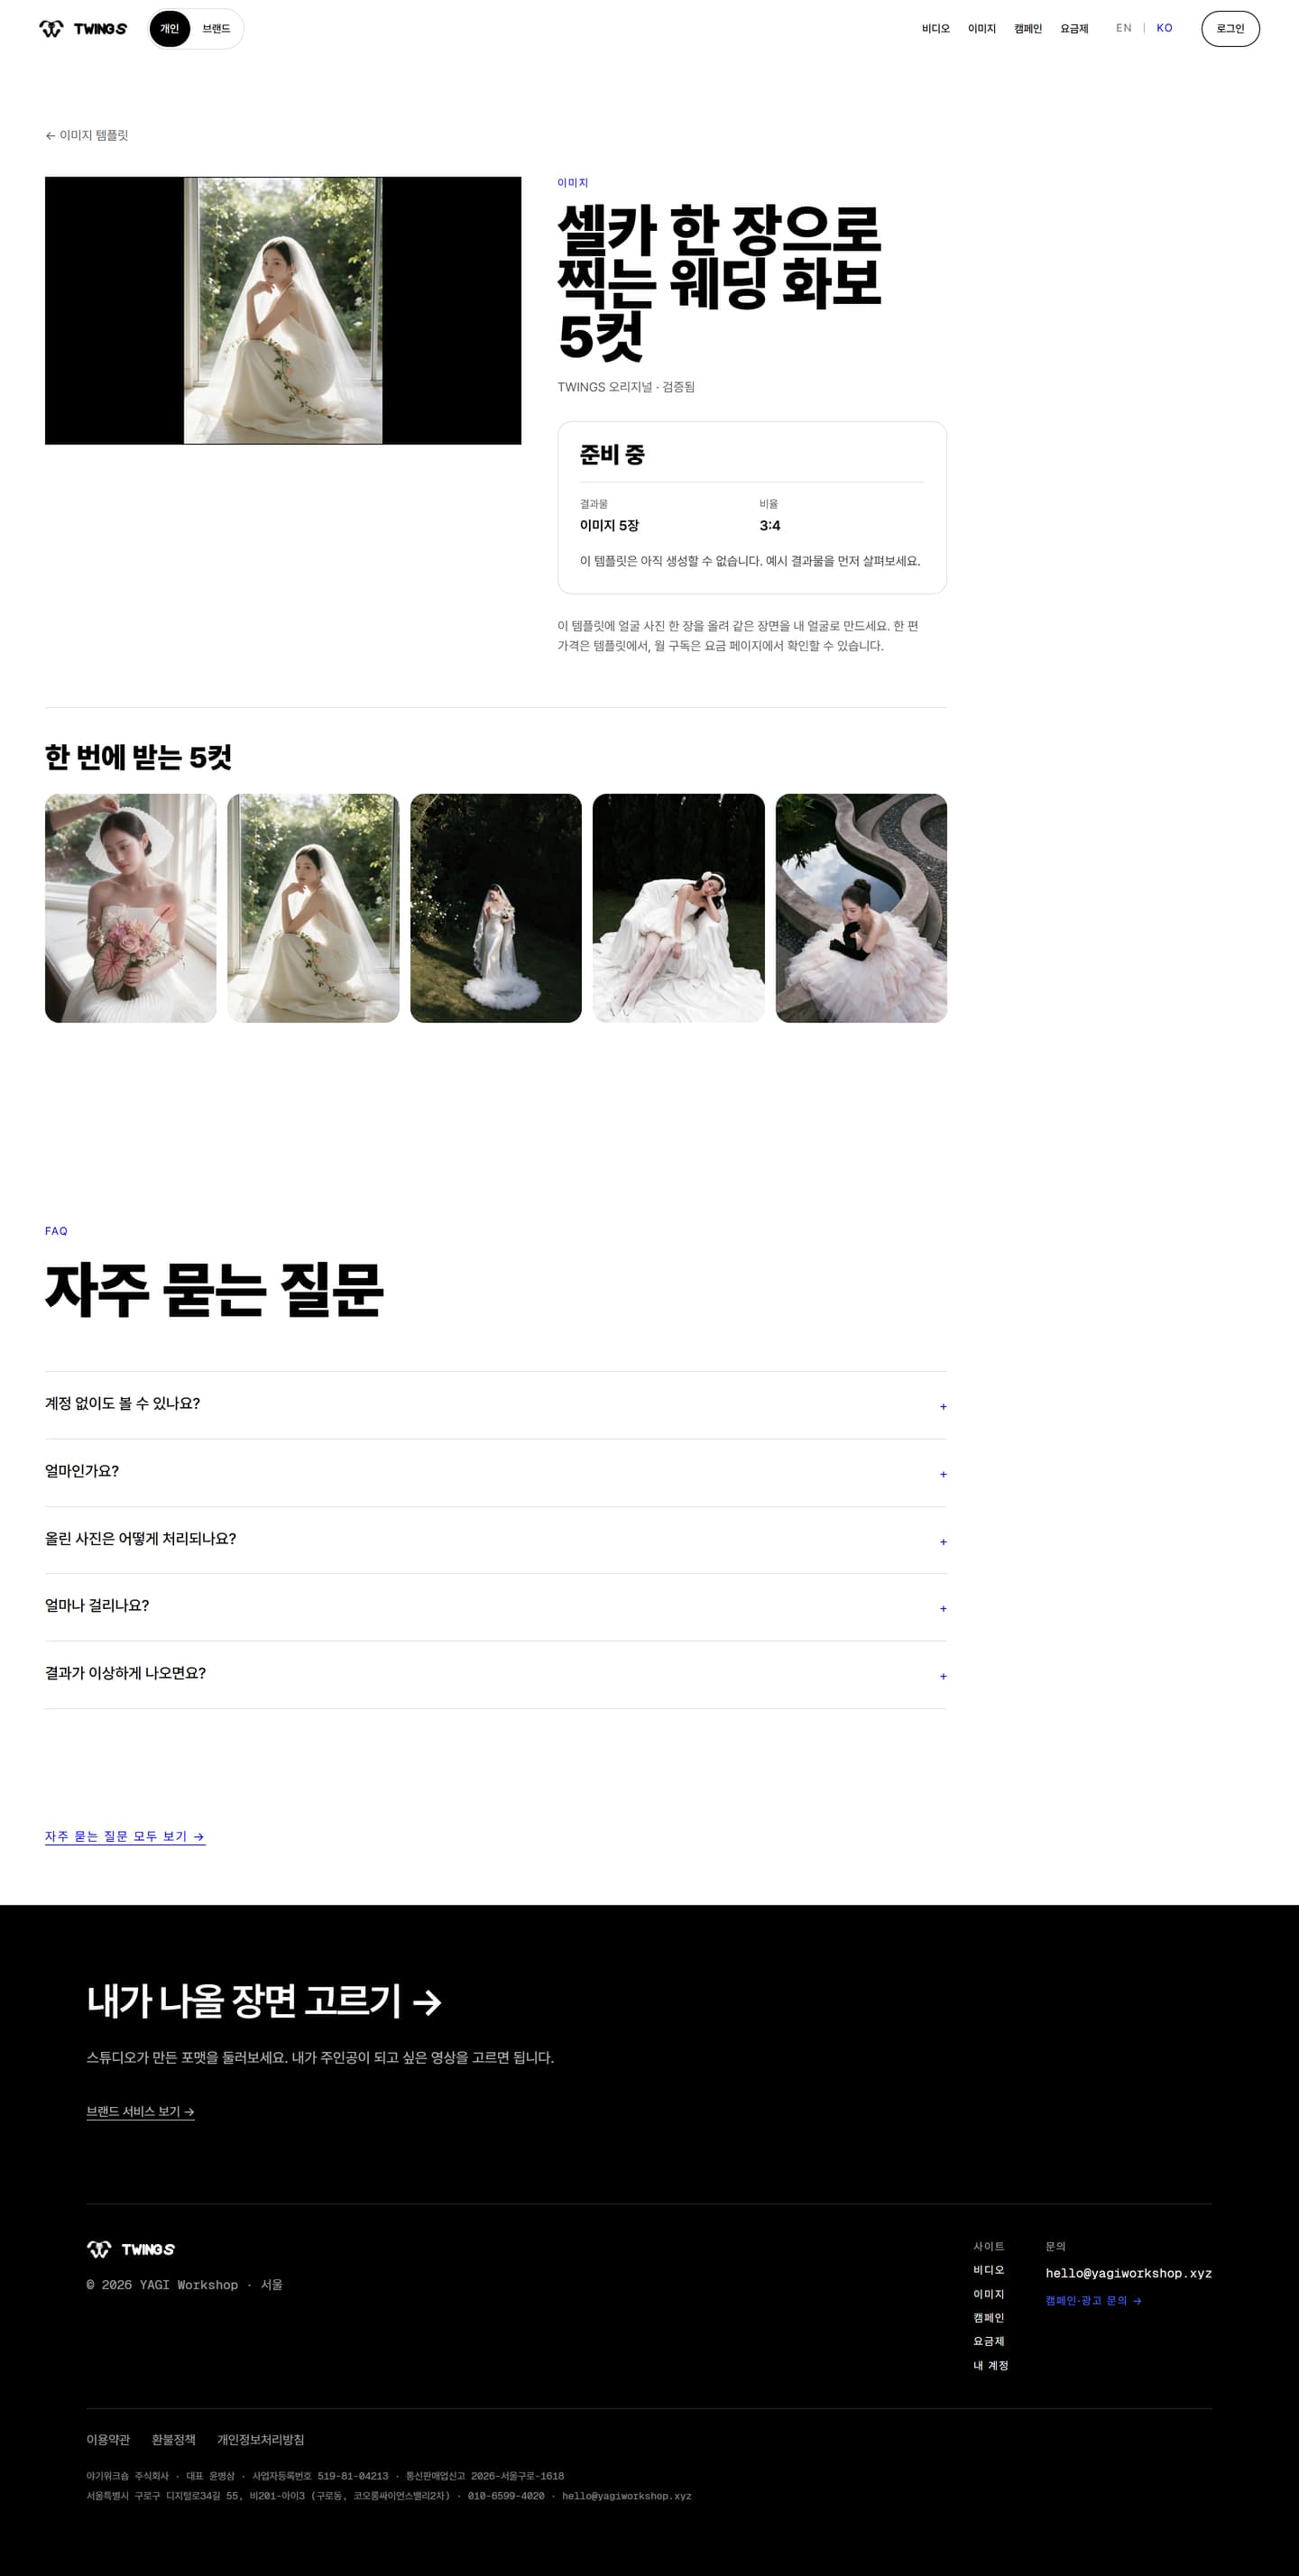 TWINGS
개인
브랜드
비디오
이미지
캠페인
요금제
EN | KO
로그인
← 이미지 템플릿
이미지
셀카 한 장으로
찍는 웨딩 화보
5컷
TWINGS 오리지널 · 검증됨
준비 중
결과물
이미지 5장
비율
3:4
이 템플릿은 아직 생성할 수 없습니다. 예시 결과물을 먼저 살펴보세요.
이 템플릿에 얼굴 사진 한 장을 올려 같은 장면을 내 얼굴로 만드세요. 한 편
가격은 템플릿에서, 월 구독은 요금 페이지에서 확인할 수 있습니다.
한 번에 받는 5컷
FAQ
자주 묻는 질문
계정 없이도 볼 수 있나요?
+
얼마인가요?
+
올린 사진은 어떻게 처리되나요?
+
얼마나 걸리나요?
+
결과가 이상하게 나오면요?
+
자주 묻는 질문 모두 보기 →
내가 나올 장면 고르기 →
스튜디오가 만든 포맷을 둘러보세요. 내가 주인공이 되고 싶은 영상을 고르면 됩니다.
브랜드 서비스 보기 →
TWINGS
© 2026 YAGI Workshop · 서울
사이트
비디오
이미지
캠페인
요금제
내 계정
문의
hello@yagiworkshop.xyz
캠페인·광고 문의 →
이용약관
환불정책
개인정보처리방침
야기워크숍 주식회사 · 대표 윤병삼 · 사업자등록번호 519-81-04213 · 통신판매업신고 2026-서울구로-1618
서울특별시 구로구 디지털로34길 55, 비201-아이3 (구로동, 코오롱싸이언스밸리2차) · 010-6599-4020 · hello@yagiworkshop.xyz